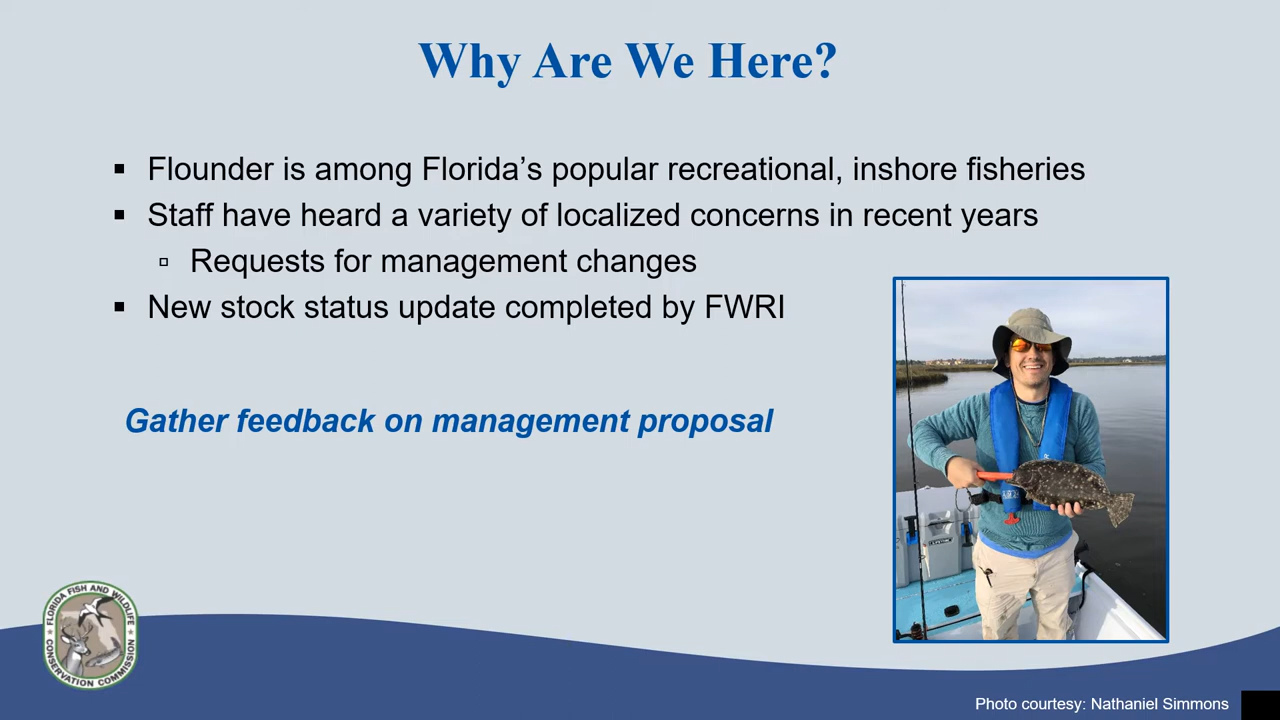 Why Are We Here?
▪ Flounder is among Florida’s popular recreational, inshore fisheries
▪ Staff have heard a variety of localized concerns in recent years
▫ Requests for management changes
▪ New stock status update completed by FWRI
Gather feedback on management proposal
FLORIDA FISH AND WILDLIFE
CONSERVATION COMMISSION
Photo courtesy: Nathaniel Simmons